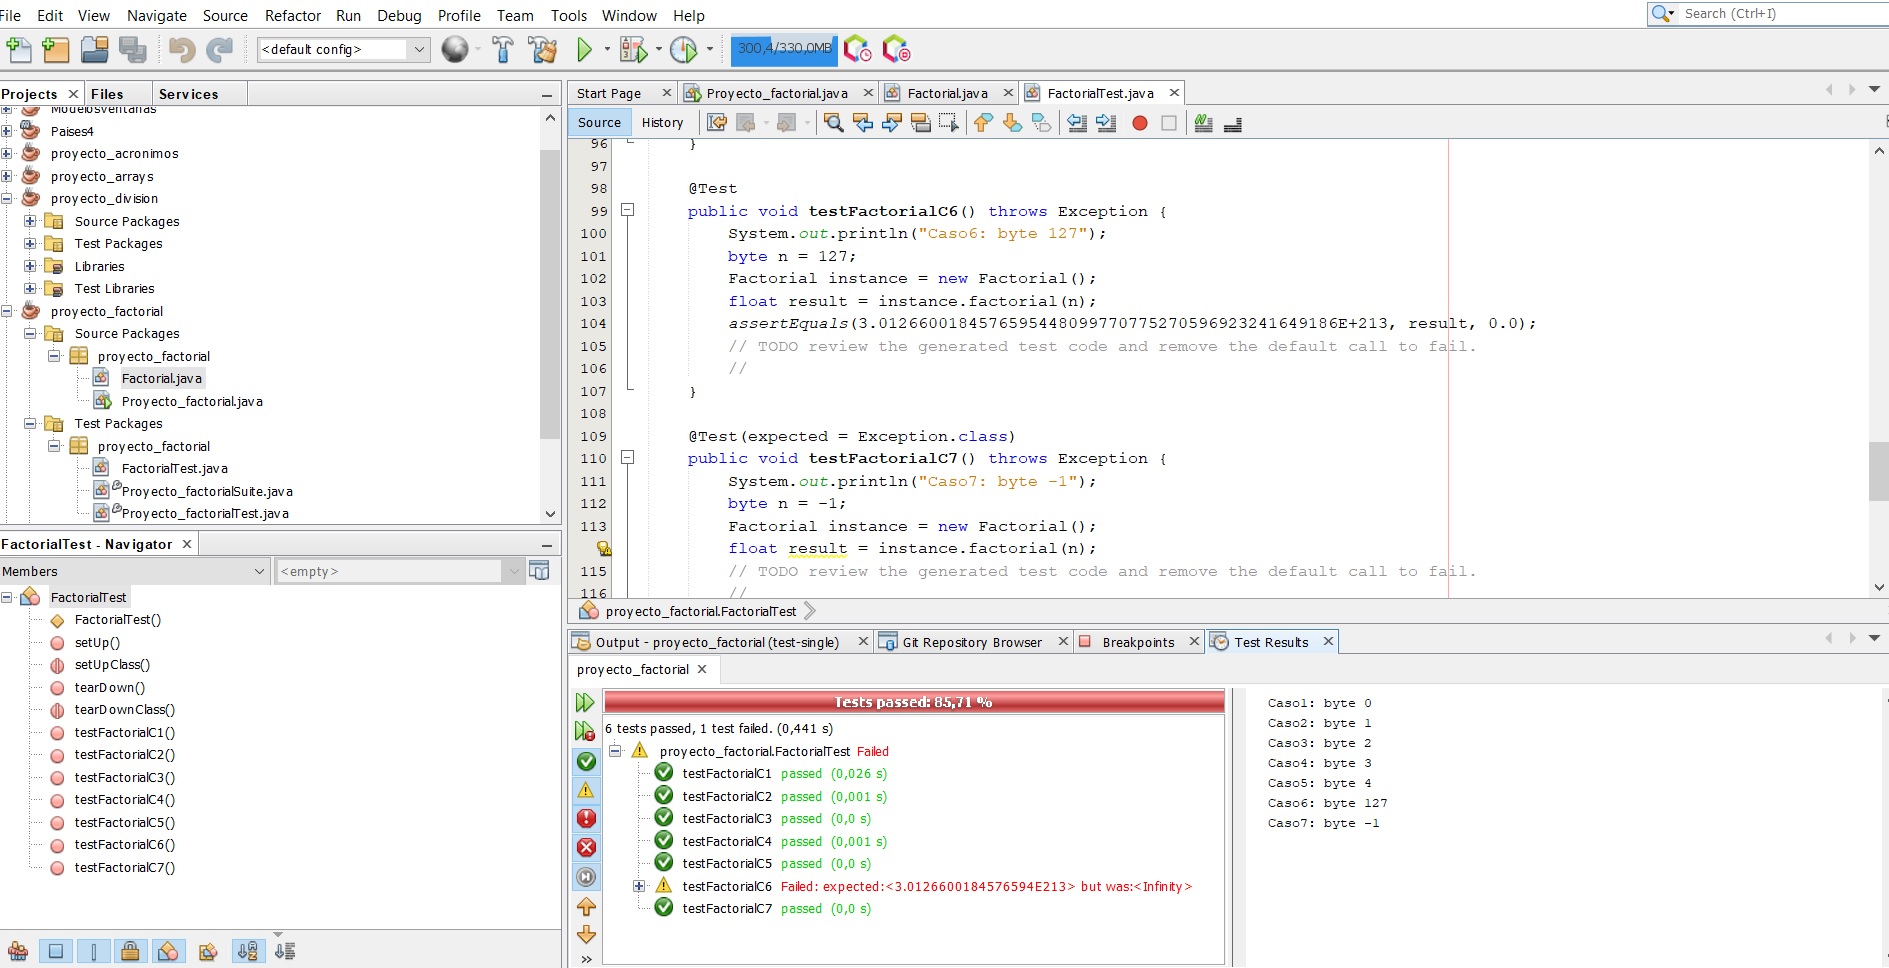 File Edit View Navigate Source Refactor Run Debug Profile Team Tools Window Help
Search (Ctrl+I)
<default config>
300,4/330,0MB
Projects Files Services
Modelosventanas
Paises4
proyecto_acronimos
proyecto_arrays
proyecto_division
Source Packages
Test Packages
Libraries
Test Libraries
proyecto_factorial
Source Packages
proyecto_factorial
Factorial.java
Proyecto_factorial.java
Test Packages
proyecto_factorial
FactorialTest.java
Proyecto_factorialSuite.java
Proyecto_factorialTest.java
FactorialTest - Navigator
Members
<empty>
FactorialTest
FactorialTest()
setUp()
setUpClass()
tearDown()
tearDownClass()
testFactorialC1()
testFactorialC2()
testFactorialC3()
testFactorialC4()
testFactorialC5()
testFactorialC6()
testFactorialC7()
Start Page Proyecto_factorial.java Factorial.java FactorialTest.java
Source History
96 }
97
98 @Test
99 public void testFactorialC6() throws Exception {
100 System.out.println("Caso6: byte 127");
101 byte n = 127;
102 Factorial instance = new Factorial();
103 float result = instance.factorial(n);
104 assertEquals(3.012660018457659544809977077527059692324164918​6E+213, result, 0.0);
105 // TODO review the generated test code and remove the default call to fail.
106 //
107 }
108
109 @Test(expected = Exception.class)
110 public void testFactorialC7() throws Exception {
111 System.out.println("Caso7: byte -1");
112 byte n = -1;
113 Factorial instance = new Factorial();
float result = instance.factorial(n);
115 // TODO review the generated test code and remove the default call to fail.
116 //
proyecto_factorial.FactorialTest
Output - proyecto_factorial (test-single) Git Repository Browser Breakpoints Test Results
proyecto_factorial
Tests passed: 85,71 %
6 tests passed, 1 test failed. (0,441 s)
proyecto_factorial.FactorialTest Failed
testFactorialC1 passed (0,026 s)
testFactorialC2 passed (0,001 s)
testFactorialC3 passed (0,0 s)
testFactorialC4 passed (0,001 s)
testFactorialC5 passed (0,0 s)
testFactorialC6 Failed: expected:<3.0126600184576594E213> but was:<Infinity>
testFactorialC7 passed (0,0 s)
Caso1: byte 0
Caso2: byte 1
Caso3: byte 2
Caso4: byte 3
Caso5: byte 4
Caso6: byte 127
Caso7: byte -1